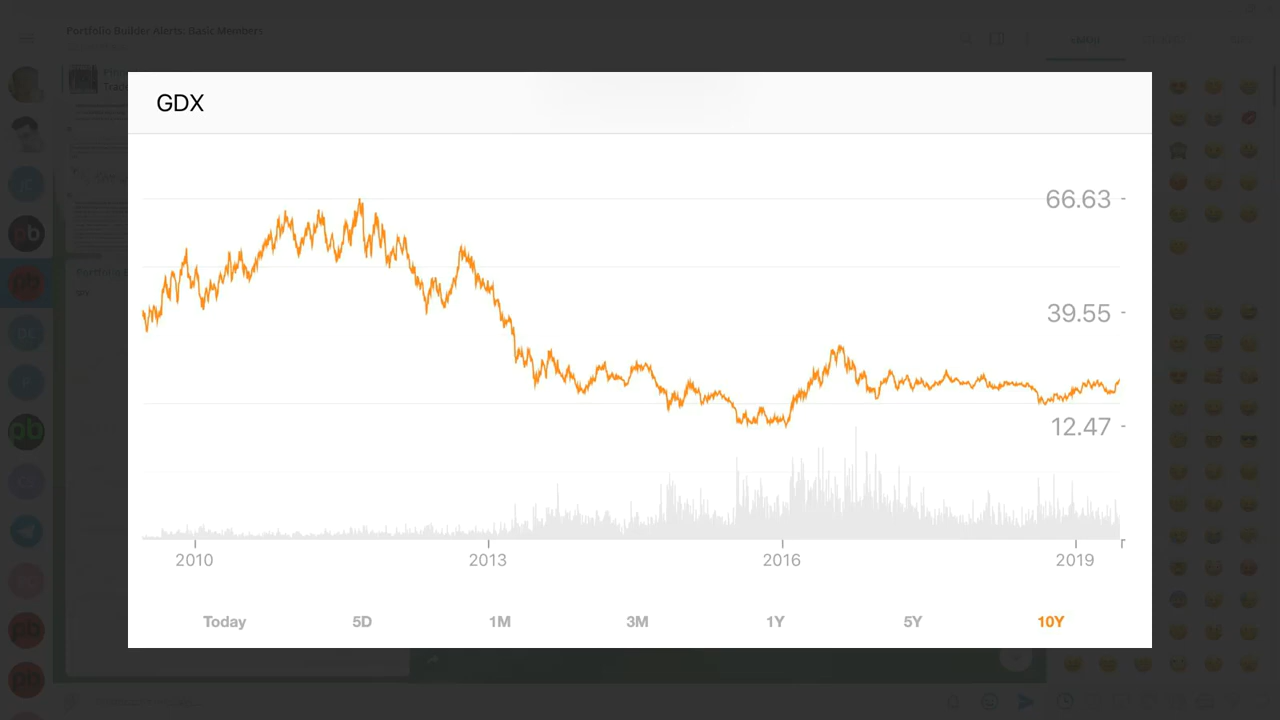 Portfolio Builder Alerts: Basic Members
GDX
66.63
39.55
12.47
2010
2013
2016
2019
Today
5D
1M
3M
1Y
5Y
10Y